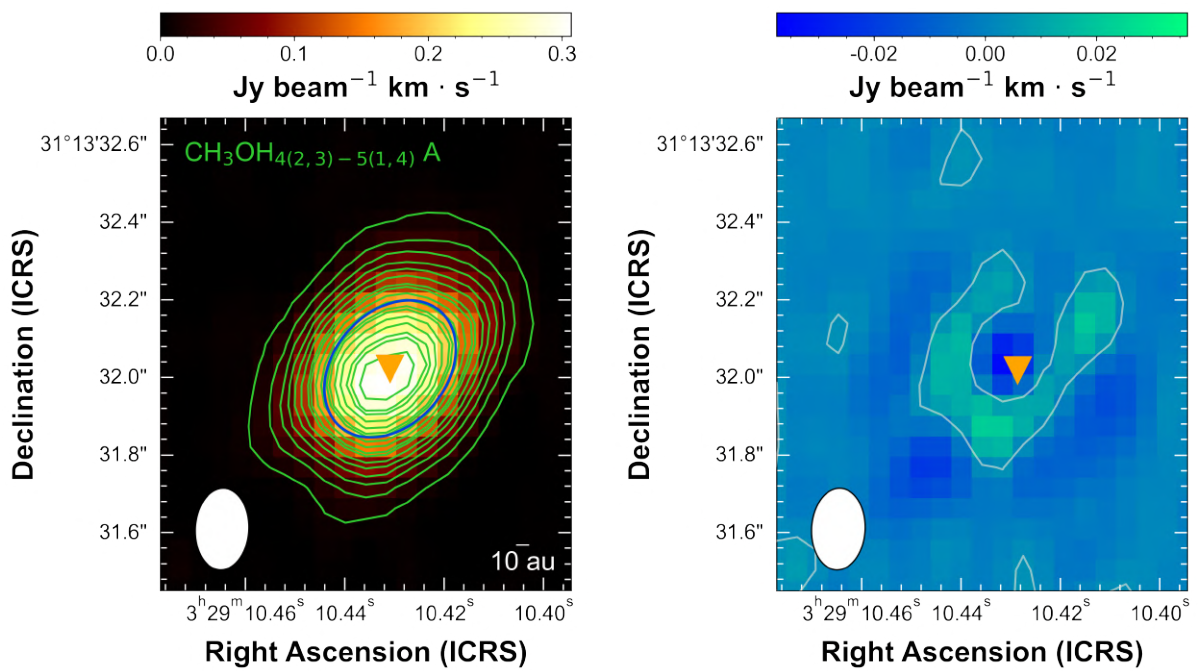 0.0 0.1 0.2 0.3
Jy beam⁻¹ km · s⁻¹
CH₃OH₄₍₂, ₃₎ ₋ ₅₍₁, ₄₎ A
31°13'32.6"
32.4"
32.2"
32.0"
31.8"
31.6"
Declination (ICRS)
10 au
3ʰ29ᵐ10.46ˢ 10.44ˢ 10.42ˢ 10.40ˢ
Right Ascension (ICRS)
-0.02 0.00 0.02
Jy beam⁻¹ km · s⁻¹
31°13'32.6"
32.4"
32.2"
32.0"
31.8"
31.6"
Declination (ICRS)
3ʰ29ᵐ10.46ˢ 10.44ˢ 10.42ˢ 10.40ˢ
Right Ascension (ICRS)